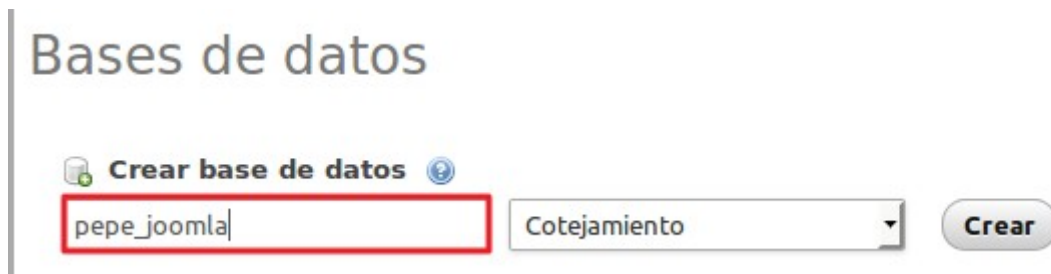 Bases de datos
Crear base de datos
pepe_joomla Cotejamiento Crear